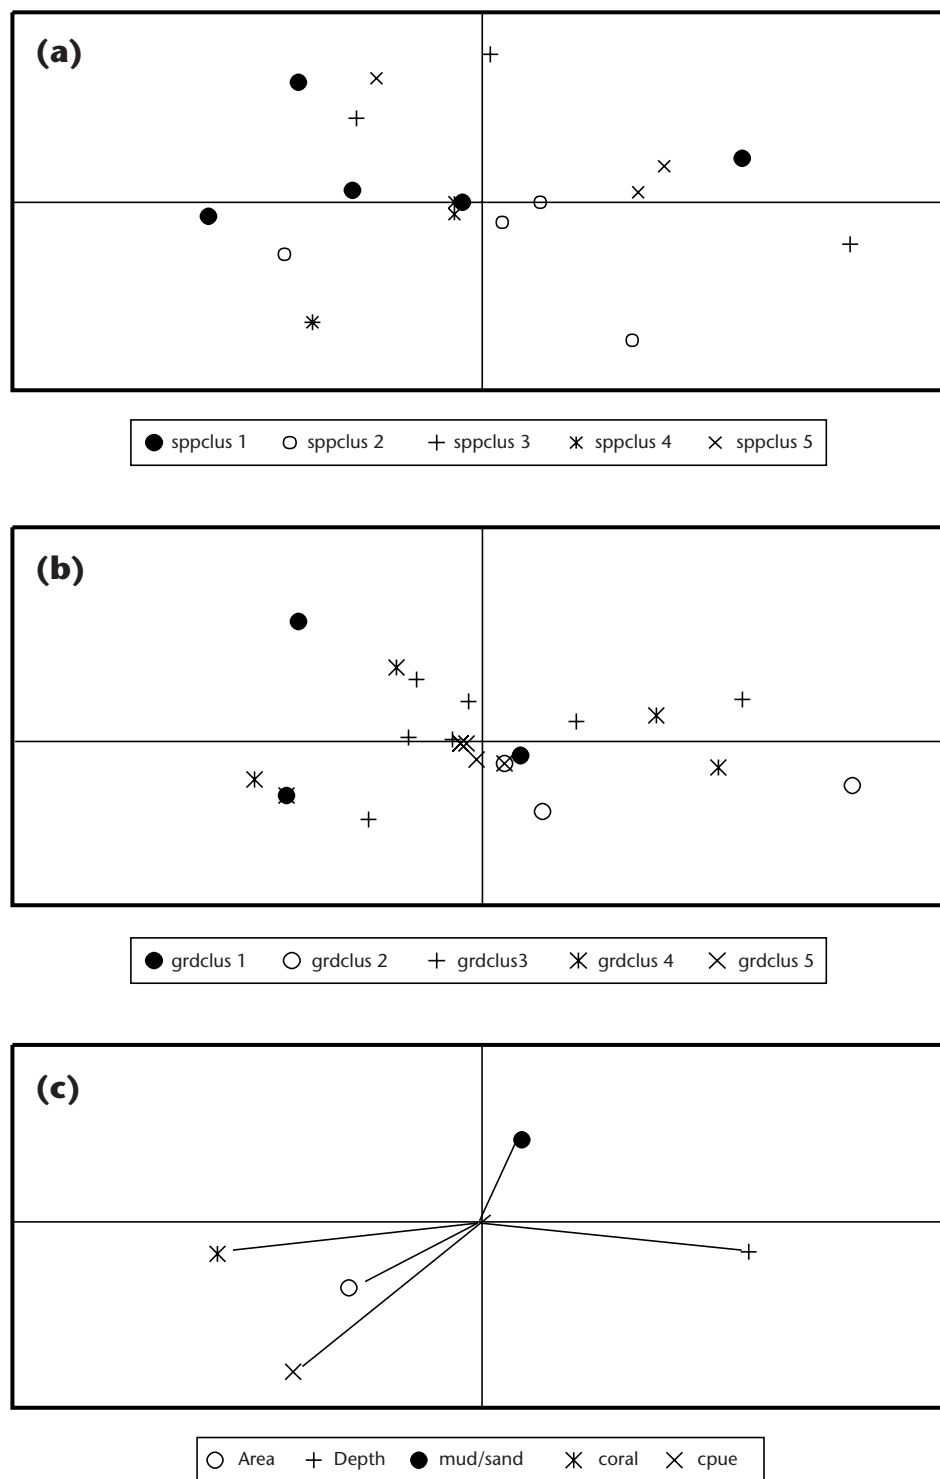 (a)
sppclus 1 sppclus 2 sppclus 3 sppclus 4 sppclus 5
(b)
grdclus 1 grdclus 2 grdclus3 grdclus 4 grdclus 5
(c)
Area Depth mud/sand coral cpue